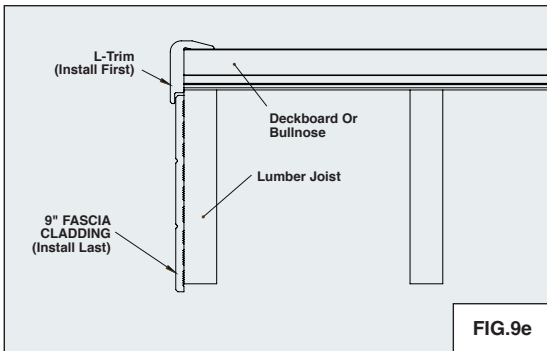 L-Trim
(Install First)
Deckboard Or
Bullnose
Lumber Joist
9" FASCIA
CLADDING
(Install Last)
FIG.9e